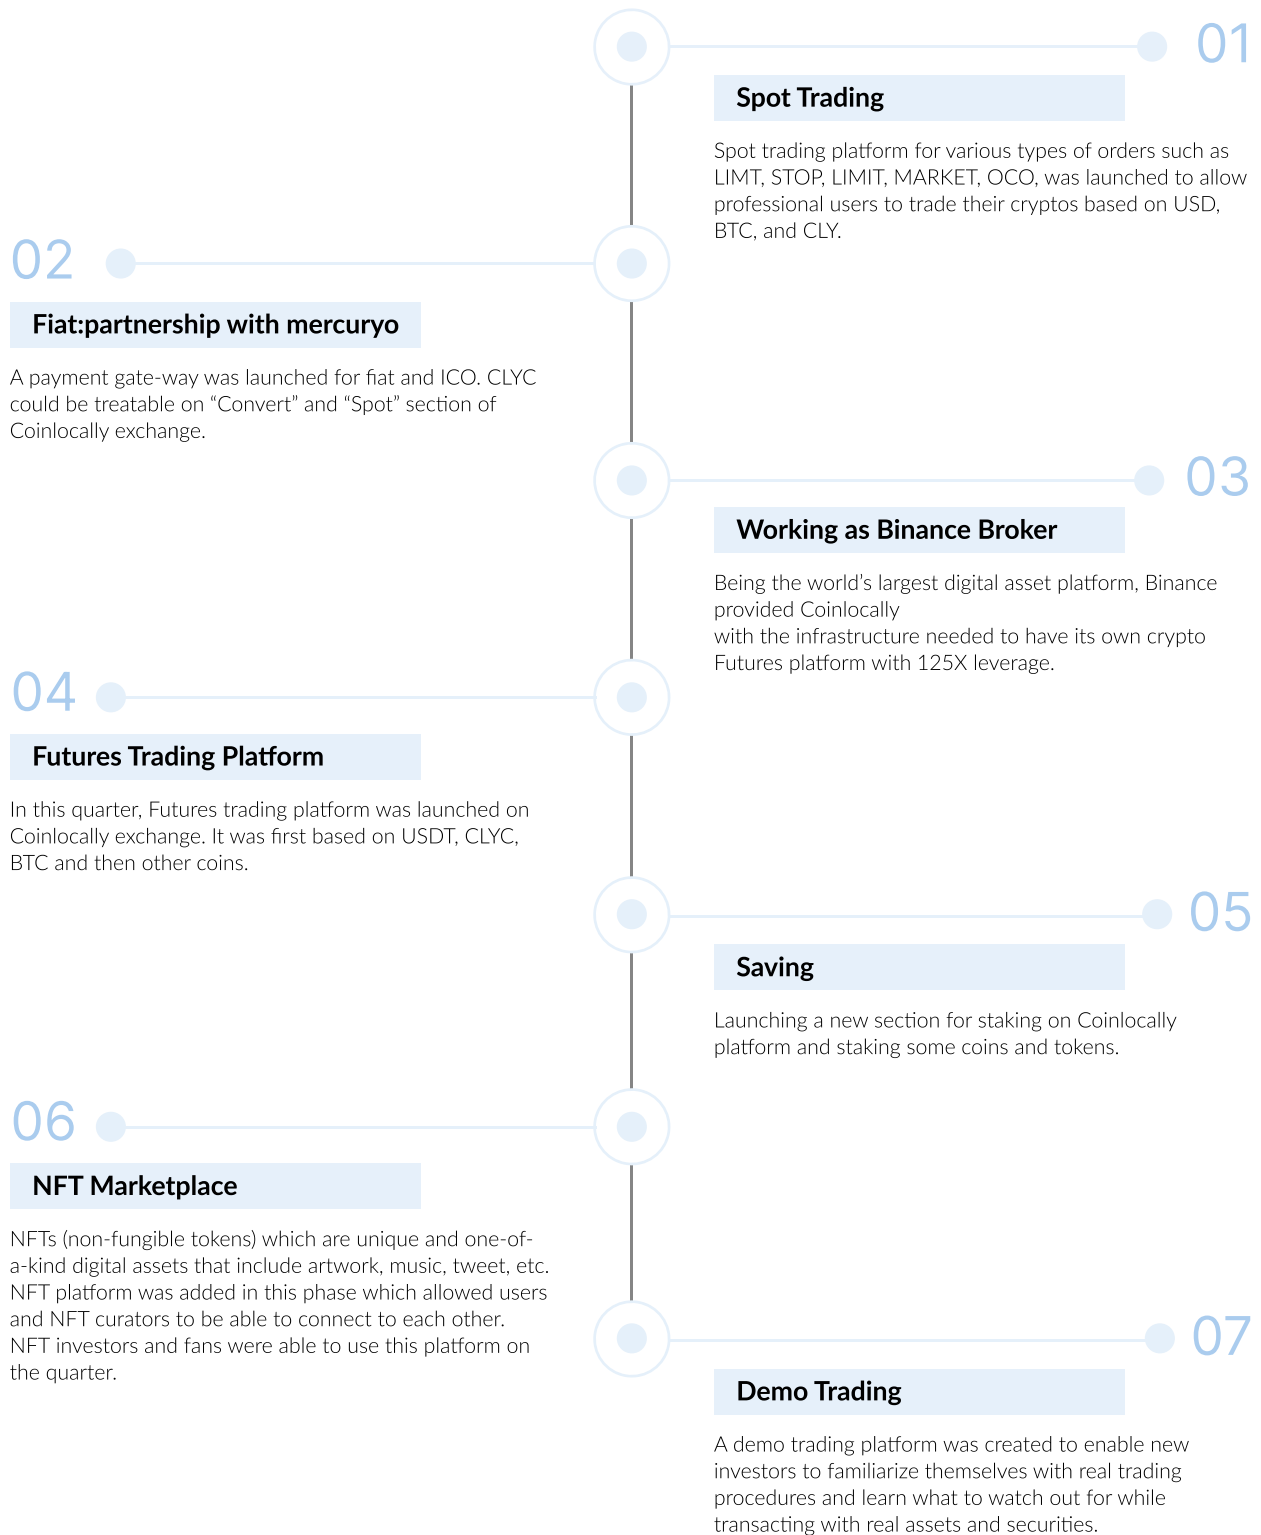 01
Spot Trading
Spot trading platform for various types of orders such as
LIMT, STOP, LIMIT, MARKET, OCO, was launched to allow
professional users to trade their cryptos based on USD,
BTC, and CLY.
02
Fiat:partnership with mercuryo
A payment gate-way was launched for fiat and ICO. CLYC
could be treatable on “Convert” and “Spot” section of
Coinlocally exchange.
03
Working as Binance Broker
Being the world’s largest digital asset platform, Binance
provided Coinlocally
with the infrastructure needed to have its own crypto
Futures platform with 125X leverage.
04
Futures Trading Platform
In this quarter, Futures trading platform was launched on
Coinlocally exchange. It was first based on USDT, CLYC,
BTC and then other coins.
05
Saving
Launching a new section for staking on Coinlocally
platform and staking some coins and tokens.
06
NFT Marketplace
NFTs (non-fungible tokens) which are unique and one-of-
a-kind digital assets that include artwork, music, tweet, etc.
NFT platform was added in this phase which allowed users
and NFT curators to be able to connect to each other.
NFT investors and fans were able to use this platform on
the quarter.
07
Demo Trading
A demo trading platform was created to enable new
investors to familiarize themselves with real trading
procedures and learn what to watch out for while
transacting with real assets and securities.